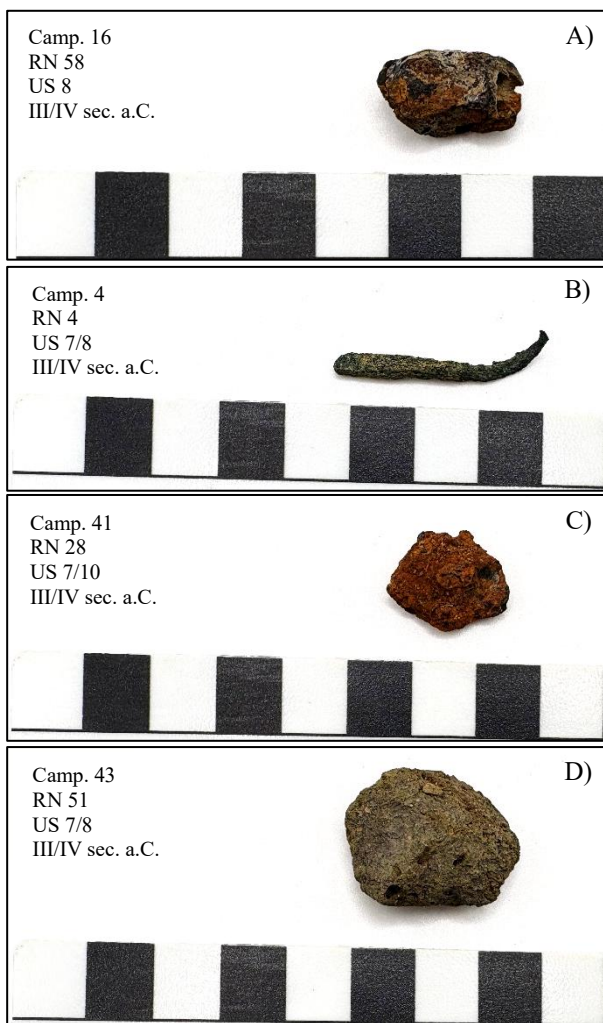 Camp. 16
RN 58
US 8
III/IV sec. a.C.
A)
Camp. 4
RN 4
US 7/8
III/IV sec. a.C.
B)
Camp. 41
RN 28
US 7/10
III/IV sec. a.C.
C)
Camp. 43
RN 51
US 7/8
III/IV sec. a.C.
D)